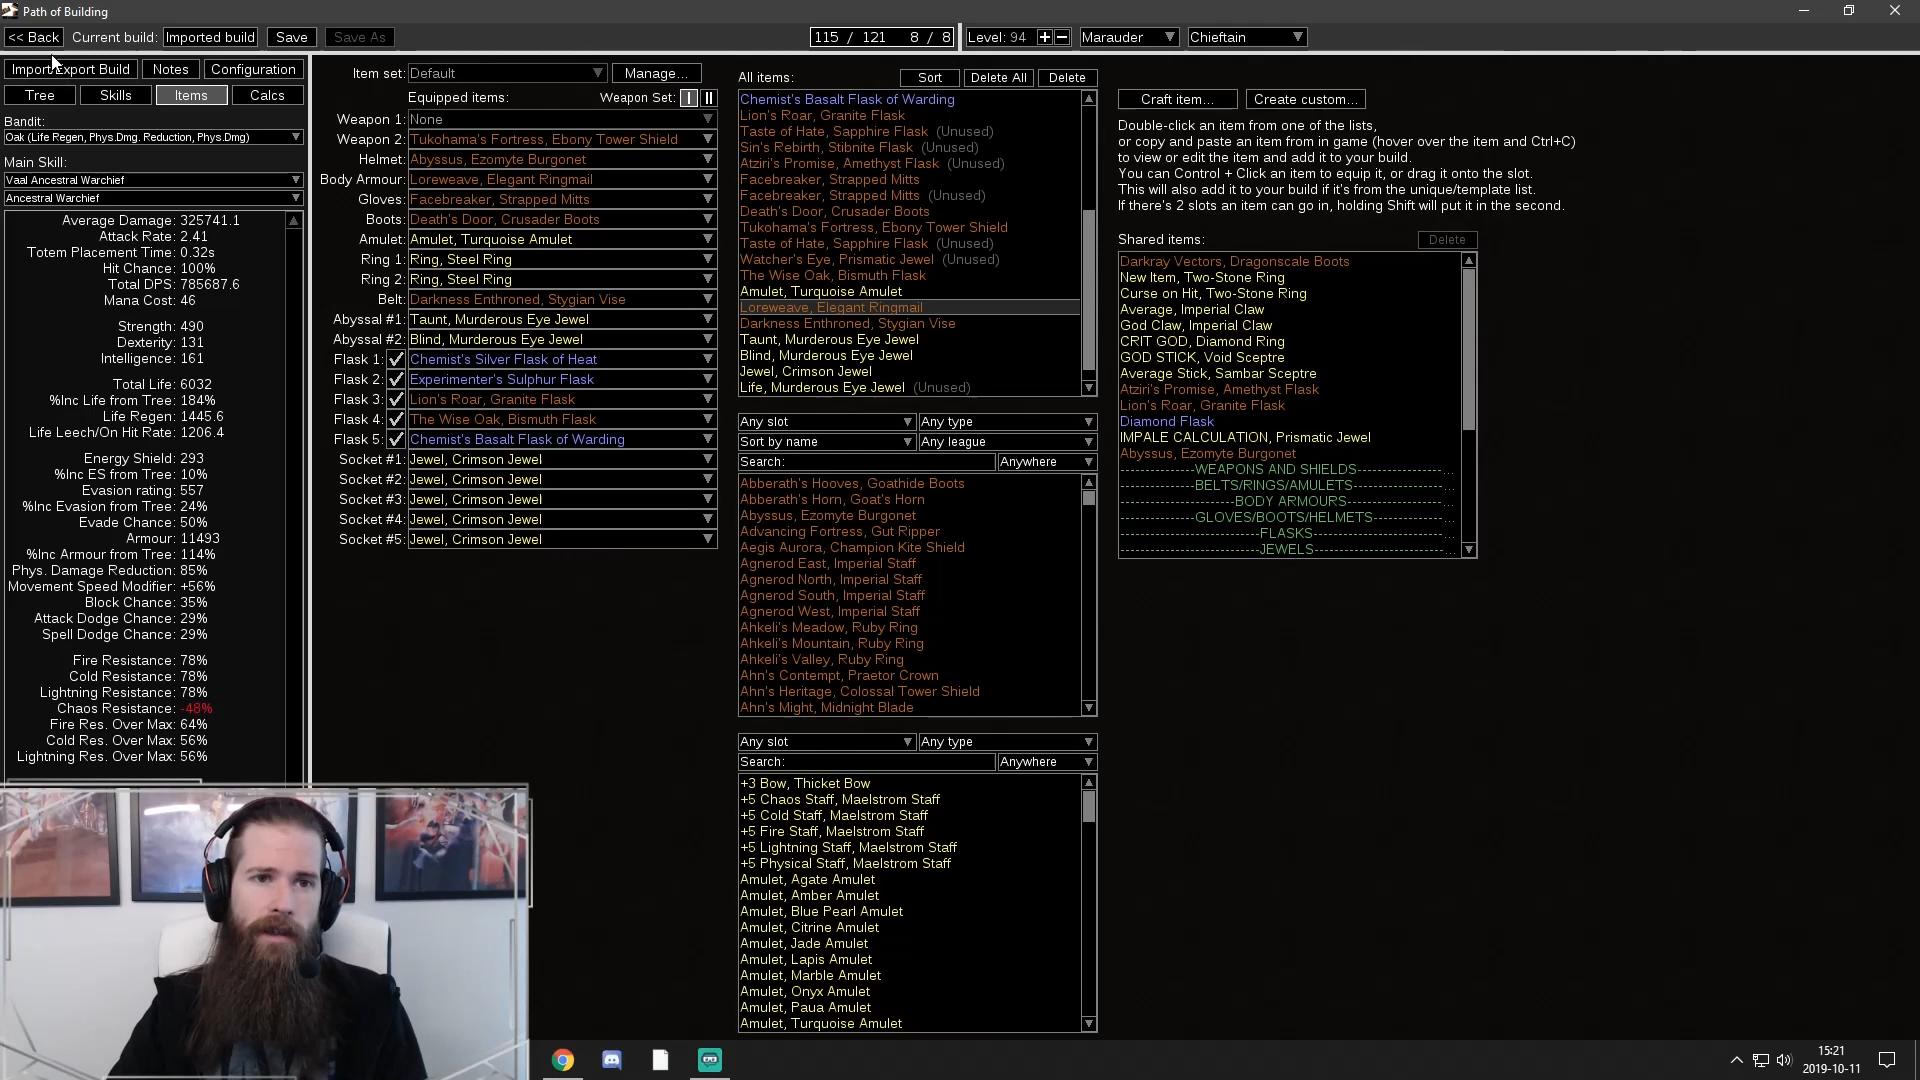 Path of Building
<< Back
Current build:
Imported build
Save
Save As
115 / 121 8 / 8
Level: 94
+
Marauder
Chieftain
Import/Export Build
Notes
Configuration
Tree
Skills
Items
Calcs
Bandit:
Oak (Life Regen, Phys.Dmg. Reduction, Phys.Dmg)
Main Skill:
Vaal Ancestral Warchief
Ancestral Warchief
Average Damage: 325741.1
Attack Rate: 2.41
Totem Placement Time: 0.32s
Hit Chance: 100%
Total DPS: 785687.6
Mana Cost: 46
Strength: 490
Dexterity: 131
Intelligence: 161
Total Life: 6032
%Inc Life from Tree: 184%
Life Regen: 1445.6
Life Leech/On Hit Rate: 1206.4
Energy Shield: 293
%Inc ES from Tree: 10%
Evasion rating: 557
%Inc Evasion from Tree: 24%
Evade Chance: 50%
Armour: 11493
%Inc Armour from Tree: 114%
Phys. Damage Reduction: 85%
Movement Speed Modifier: +56%
Block Chance: 35%
Attack Dodge Chance: 29%
Spell Dodge Chance: 29%
Fire Resistance: 78%
Cold Resistance: 78%
Lightning Resistance: 78%
Chaos Resistance: -48%
Fire Res. Over Max: 64%
Cold Res. Over Max: 56%
Lightning Res. Over Max: 56%
Item set: Default
Manage...
Equipped items:
Weapon Set: I II
Weapon 1: None
Weapon 2: Tukohama's Fortress, Ebony Tower Shield
Helmet: Abyssus, Ezomyte Burgonet
Body Armour: Loreweave, Elegant Ringmail
Gloves: Facebreaker, Strapped Mitts
Boots: Death's Door, Crusader Boots
Amulet: Amulet, Turquoise Amulet
Ring 1: Ring, Steel Ring
Ring 2: Ring, Steel Ring
Belt: Darkness Enthroned, Stygian Vise
Abyssal #1: Taunt, Murderous Eye Jewel
Abyssal #2: Blind, Murderous Eye Jewel
Flask 1: Chemist's Silver Flask of Heat
Flask 2: Experimenter's Sulphur Flask
Flask 3: Lion's Roar, Granite Flask
Flask 4: The Wise Oak, Bismuth Flask
Flask 5: Chemist's Basalt Flask of Warding
Socket #1: Jewel, Crimson Jewel
Socket #2: Jewel, Crimson Jewel
Socket #3: Jewel, Crimson Jewel
Socket #4: Jewel, Crimson Jewel
Socket #5: Jewel, Crimson Jewel
All items:
Sort
Delete All
Delete
Chemist's Basalt Flask of Warding
Lion's Roar, Granite Flask
Taste of Hate, Sapphire Flask (Unused)
Sin's Rebirth, Stibnite Flask (Unused)
Atziri's Promise, Amethyst Flask (Unused)
Facebreaker, Strapped Mitts
Facebreaker, Strapped Mitts (Unused)
Death's Door, Crusader Boots
Tukohama's Fortress, Ebony Tower Shield
Taste of Hate, Sapphire Flask (Unused)
Watcher's Eye, Prismatic Jewel (Unused)
The Wise Oak, Bismuth Flask
Amulet, Turquoise Amulet
Loreweave, Elegant Ringmail
Darkness Enthroned, Stygian Vise
Taunt, Murderous Eye Jewel
Blind, Murderous Eye Jewel
Jewel, Crimson Jewel
Life, Murderous Eye Jewel (Unused)
Any slot
Any type
Sort by name
Any league
Search:
Anywhere
Abberath's Hooves, Goathide Boots
Abberath's Horn, Goat's Horn
Abyssus, Ezomyte Burgonet
Advancing Fortress, Gut Ripper
Aegis Aurora, Champion Kite Shield
Agnerod East, Imperial Staff
Agnerod North, Imperial Staff
Agnerod South, Imperial Staff
Agnerod West, Imperial Staff
Ahkeli's Meadow, Ruby Ring
Ahkeli's Mountain, Ruby Ring
Ahkeli's Valley, Ruby Ring
Ahn's Contempt, Praetor Crown
Ahn's Heritage, Colossal Tower Shield
Ahn's Might, Midnight Blade
Any slot
Any type
Search:
Anywhere
+3 Bow, Thicket Bow
+5 Chaos Staff, Maelstrom Staff
+5 Cold Staff, Maelstrom Staff
+5 Fire Staff, Maelstrom Staff
+5 Lightning Staff, Maelstrom Staff
+5 Physical Staff, Maelstrom Staff
Amulet, Agate Amulet
Amulet, Amber Amulet
Amulet, Blue Pearl Amulet
Amulet, Citrine Amulet
Amulet, Jade Amulet
Amulet, Lapis Amulet
Amulet, Marble Amulet
Amulet, Onyx Amulet
Amulet, Paua Amulet
Amulet, Turquoise Amulet
Craft item...
Create custom...
Double-click an item from one of the lists,
or copy and paste an item from in game (hover over the item and Ctrl+C)
to view or edit the item and add it to your build.
You can Control + Click an item to equip it, or drag it onto the slot.
This will also add it to your build if it's from the unique/template list.
If there's 2 slots an item can go in, holding Shift will put it in the second.
Shared items:
Delete
Darkray Vectors, Dragonscale Boots
New Item, Two-Stone Ring
Curse on Hit, Two-Stone Ring
Average, Imperial Claw
God Claw, Imperial Claw
CRIT GOD, Diamond Ring
GOD STICK, Void Sceptre
Average Stick, Sambar Sceptre
Atziri's Promise, Amethyst Flask
Lion's Roar, Granite Flask
Diamond Flask
IMPALE CALCULATION, Prismatic Jewel
Abyssus, Ezomyte Burgonet
---------------WEAPONS AND SHIELDS---------------...
---------------BELTS/RINGS/AMULETS---------------...
-----------------------BODY ARMOURS---------------------...
---------------GLOVES/BOOTS/HELMETS------------...
----------------------------FLASKS--------------------------...
----------------------------JEWELS--------------------------...
15:21
2019-10-11